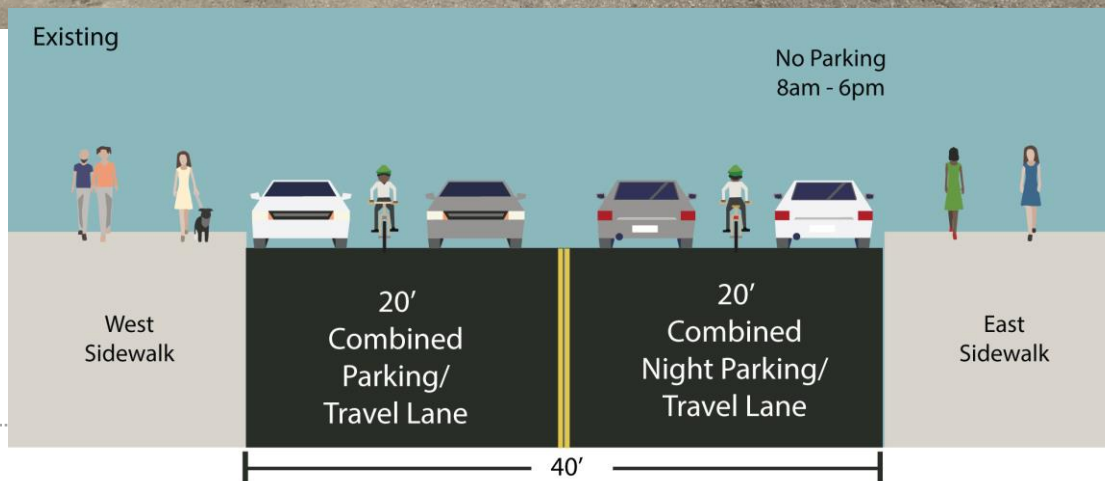 Existing
No Parking
8am - 6pm
West
Sidewalk
20’
Combined
Parking/
Travel Lane
20’
Combined
Night Parking/
Travel Lane
East
Sidewalk
40’